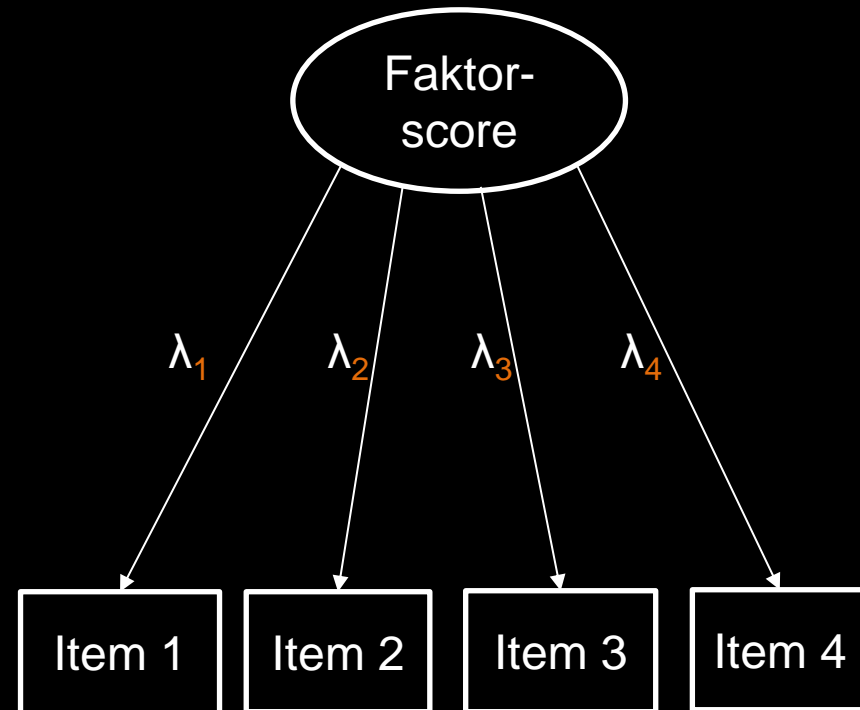 Faktor-
score
λ1 λ2 λ3 λ4
Item 1 Item 2 Item 3 Item 4